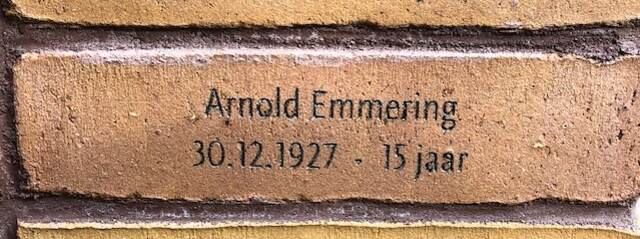 Arnold Emmering
30.12.1927 - 15 jaar